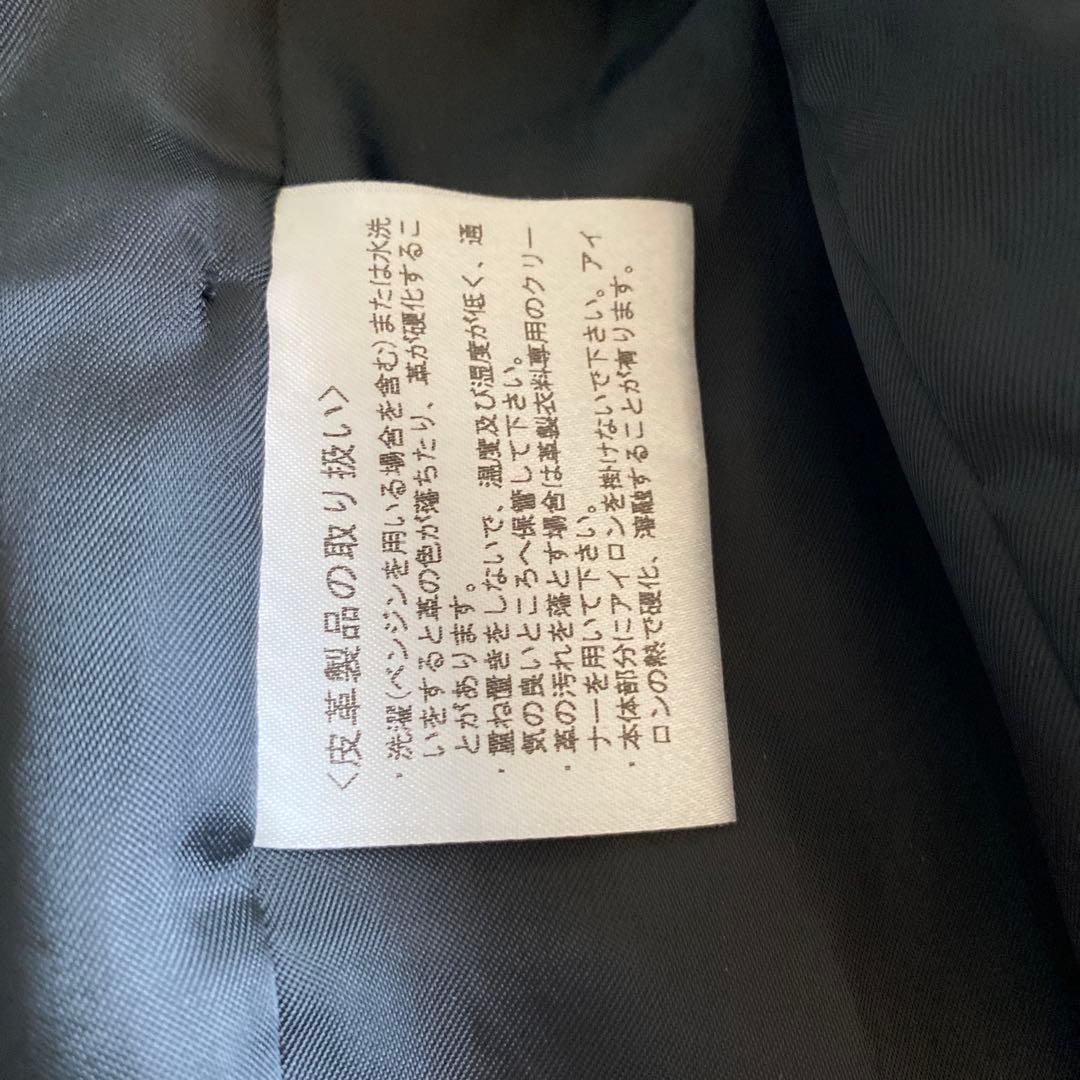 <皮革製品の取り扱い>
・洗濯(ベンジンを用いる場合を含む)または水洗
いをすると革の色が落ちたり、革が硬化するこ
とがあります。
・重ね置きをしないで、温度及び湿度が低く、通
気の良いところへ保管して下さい。
・革の汚れを落とす場合は革製衣料専用のクリー
ナーを用いて下さい。
・本体部分にアイロンを掛けないで下さい。アイ
ロンの熱で硬化、溶融することが有ります。